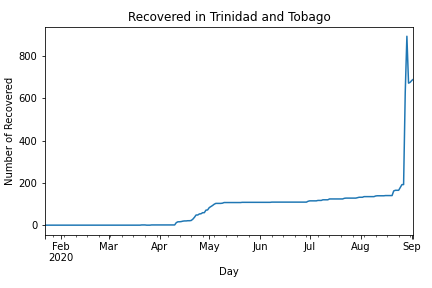 Recovered in Trinidad and Tobago
Number of Recovered
800
600
400
200
0
Feb Mar Apr May Jun Jul Aug Sep
2020
Day